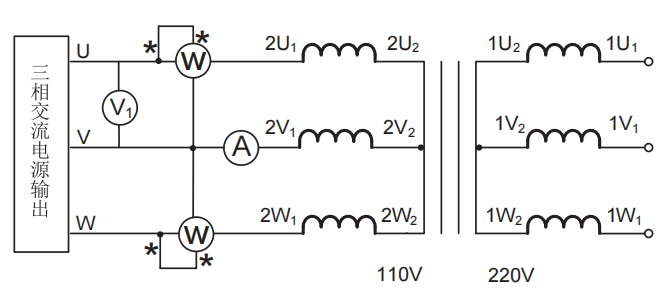 三相交流电源输出
U
V
W
* *
W
V₁
A
* *
W
2U₁ 2U₂
2V₁ 2V₂
2W₁ 2W₂
1U₂ 1U₁
1V₂ 1V₁
1W₂ 1W₁
110V 220V